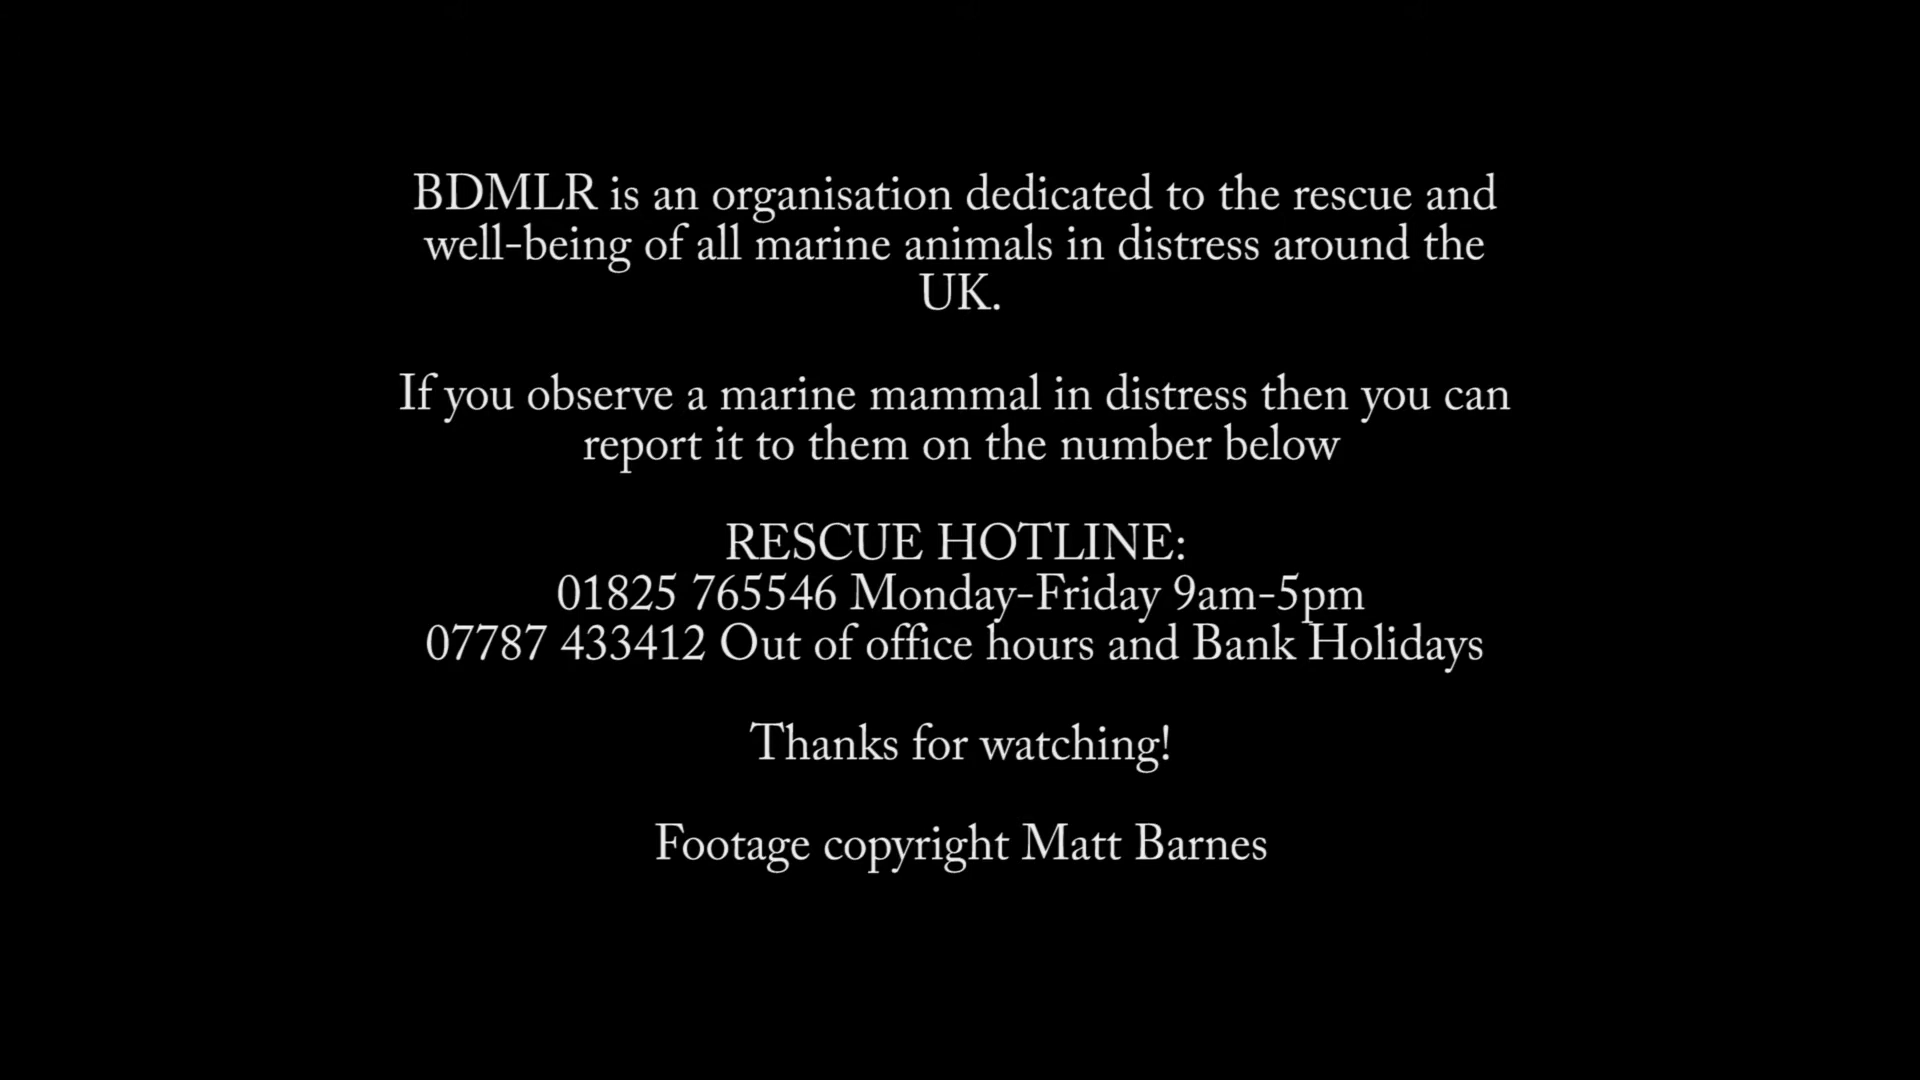 BDMLR is an organisation dedicated to the rescue and
well-being of all marine animals in distress around the
UK.
If you observe a marine mammal in distress then you can
report it to them on the number below
RESCUE HOTLINE:
01825 765546 Monday-Friday 9am-5pm
07787 433412 Out of office hours and Bank Holidays
Thanks for watching!
Footage copyright Matt Barnes